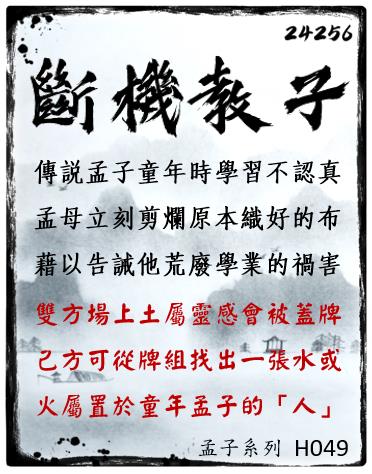 24256
斷機教子
傳說孟子童年時學習不認真
孟母立刻剪爛原本織好的布
藉以告誡他荒廢學業的禍害
雙方場上土屬靈感會被蓋牌
己方可從牌組找出一張水或
火屬置於童年孟子的「人」
孟子系列 H049